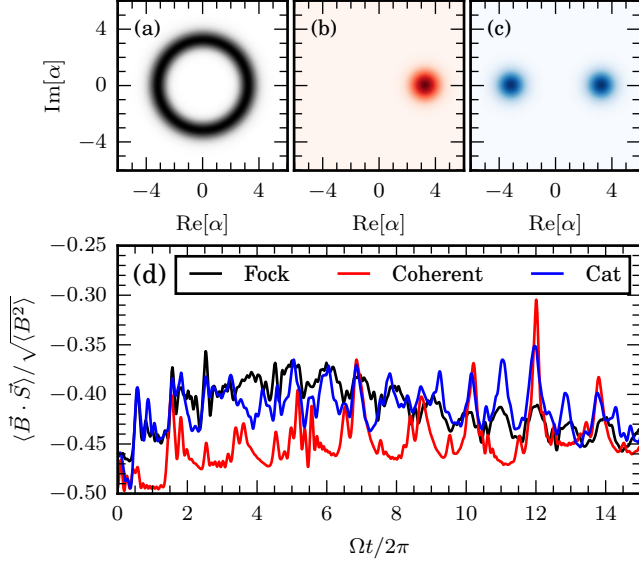 (a) (b) (c)
Im[α]
4
0
−4
−4 0 4 −4 0 4 −4 0 4
Re[α] Re[α] Re[α]
(d) Fock Coherent Cat
⟨B⃗ · S⃗⟩/√⟨B²⟩
−0.25
−0.30
−0.35
−0.40
−0.45
−0.50
0 2 4 6 8 10 12 14
Ωt/2π